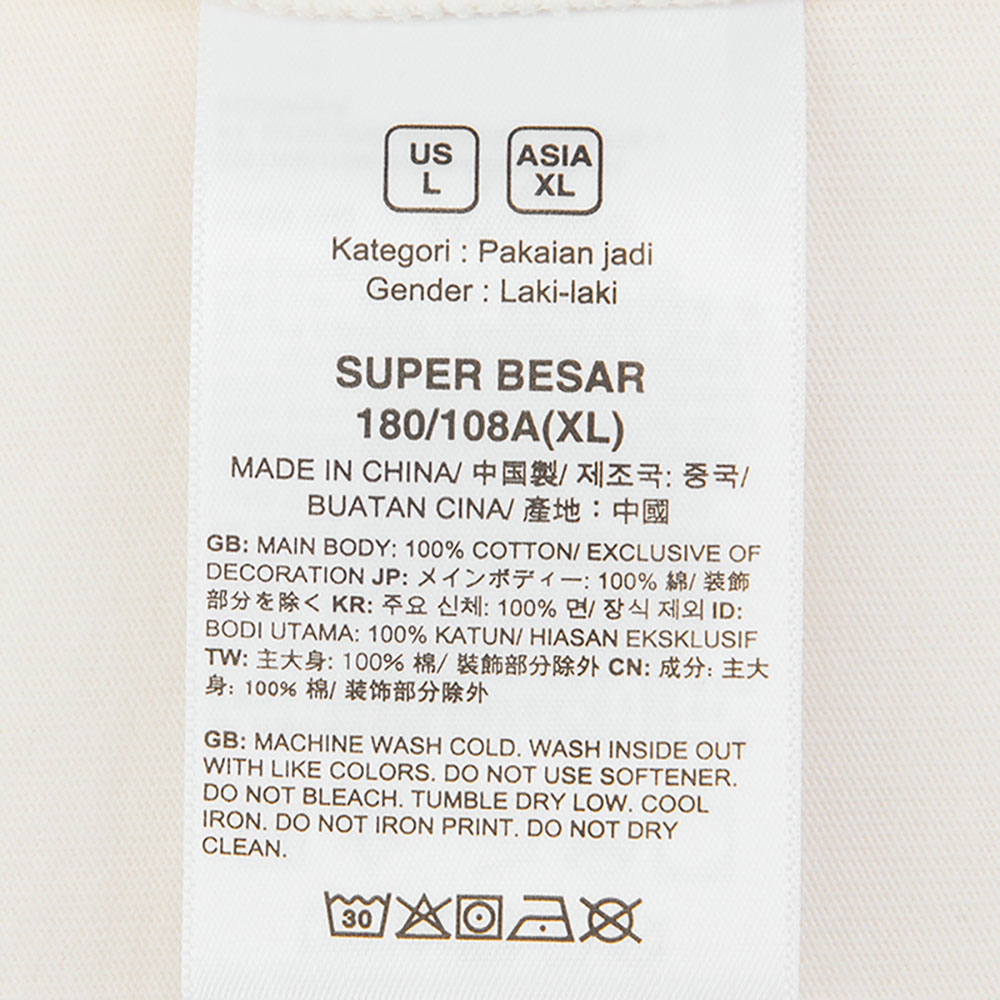 US
L
ASIA
XL
Kategori : Pakaian jadi
Gender : Laki-laki
SUPER BESAR
180/108A(XL)
MADE IN CHINA/ 中国製/ 제조국: 중국/
BUATAN CINA/ 產地：中國
GB: MAIN BODY: 100% COTTON/ EXCLUSIVE OF
DECORATION JP: メインボディー: 100% 綿/ 装飾
部分を除く KR: 주요 신체: 100% 면/ 장식 제외 ID:
BODI UTAMA: 100% KATUN/ HIASAN EKSKLUSIF
TW: 主大身: 100% 棉/ 裝飾部分除外 CN: 成分: 主大
身: 100% 棉/ 装饰部分除外
GB: MACHINE WASH COLD. WASH INSIDE OUT
WITH LIKE COLORS. DO NOT USE SOFTENER.
DO NOT BLEACH. TUMBLE DRY LOW. COOL
IRON. DO NOT IRON PRINT. DO NOT DRY
CLEAN.
30